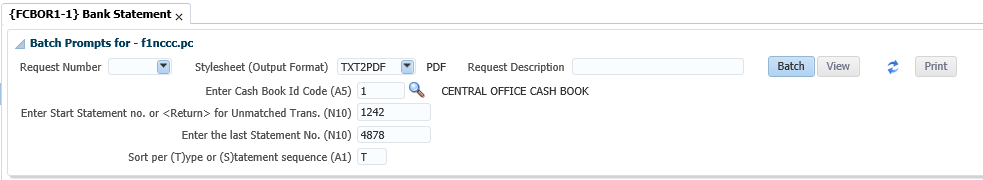 {FCBOR1-1} Bank Statement
Batch Prompts for - f1nccc.pc
Request Number Stylesheet (Output Format) TXT2PDF PDF Request Description Batch View Print
Enter Cash Book Id Code (A5) 1 CENTRAL OFFICE CASH BOOK
Enter Start Statement no. or <Return> for Unmatched Trans. (N10) 1242
Enter the last Statement No. (N10) 4878
Sort per (T)ype or (S)tatement sequence (A1) T